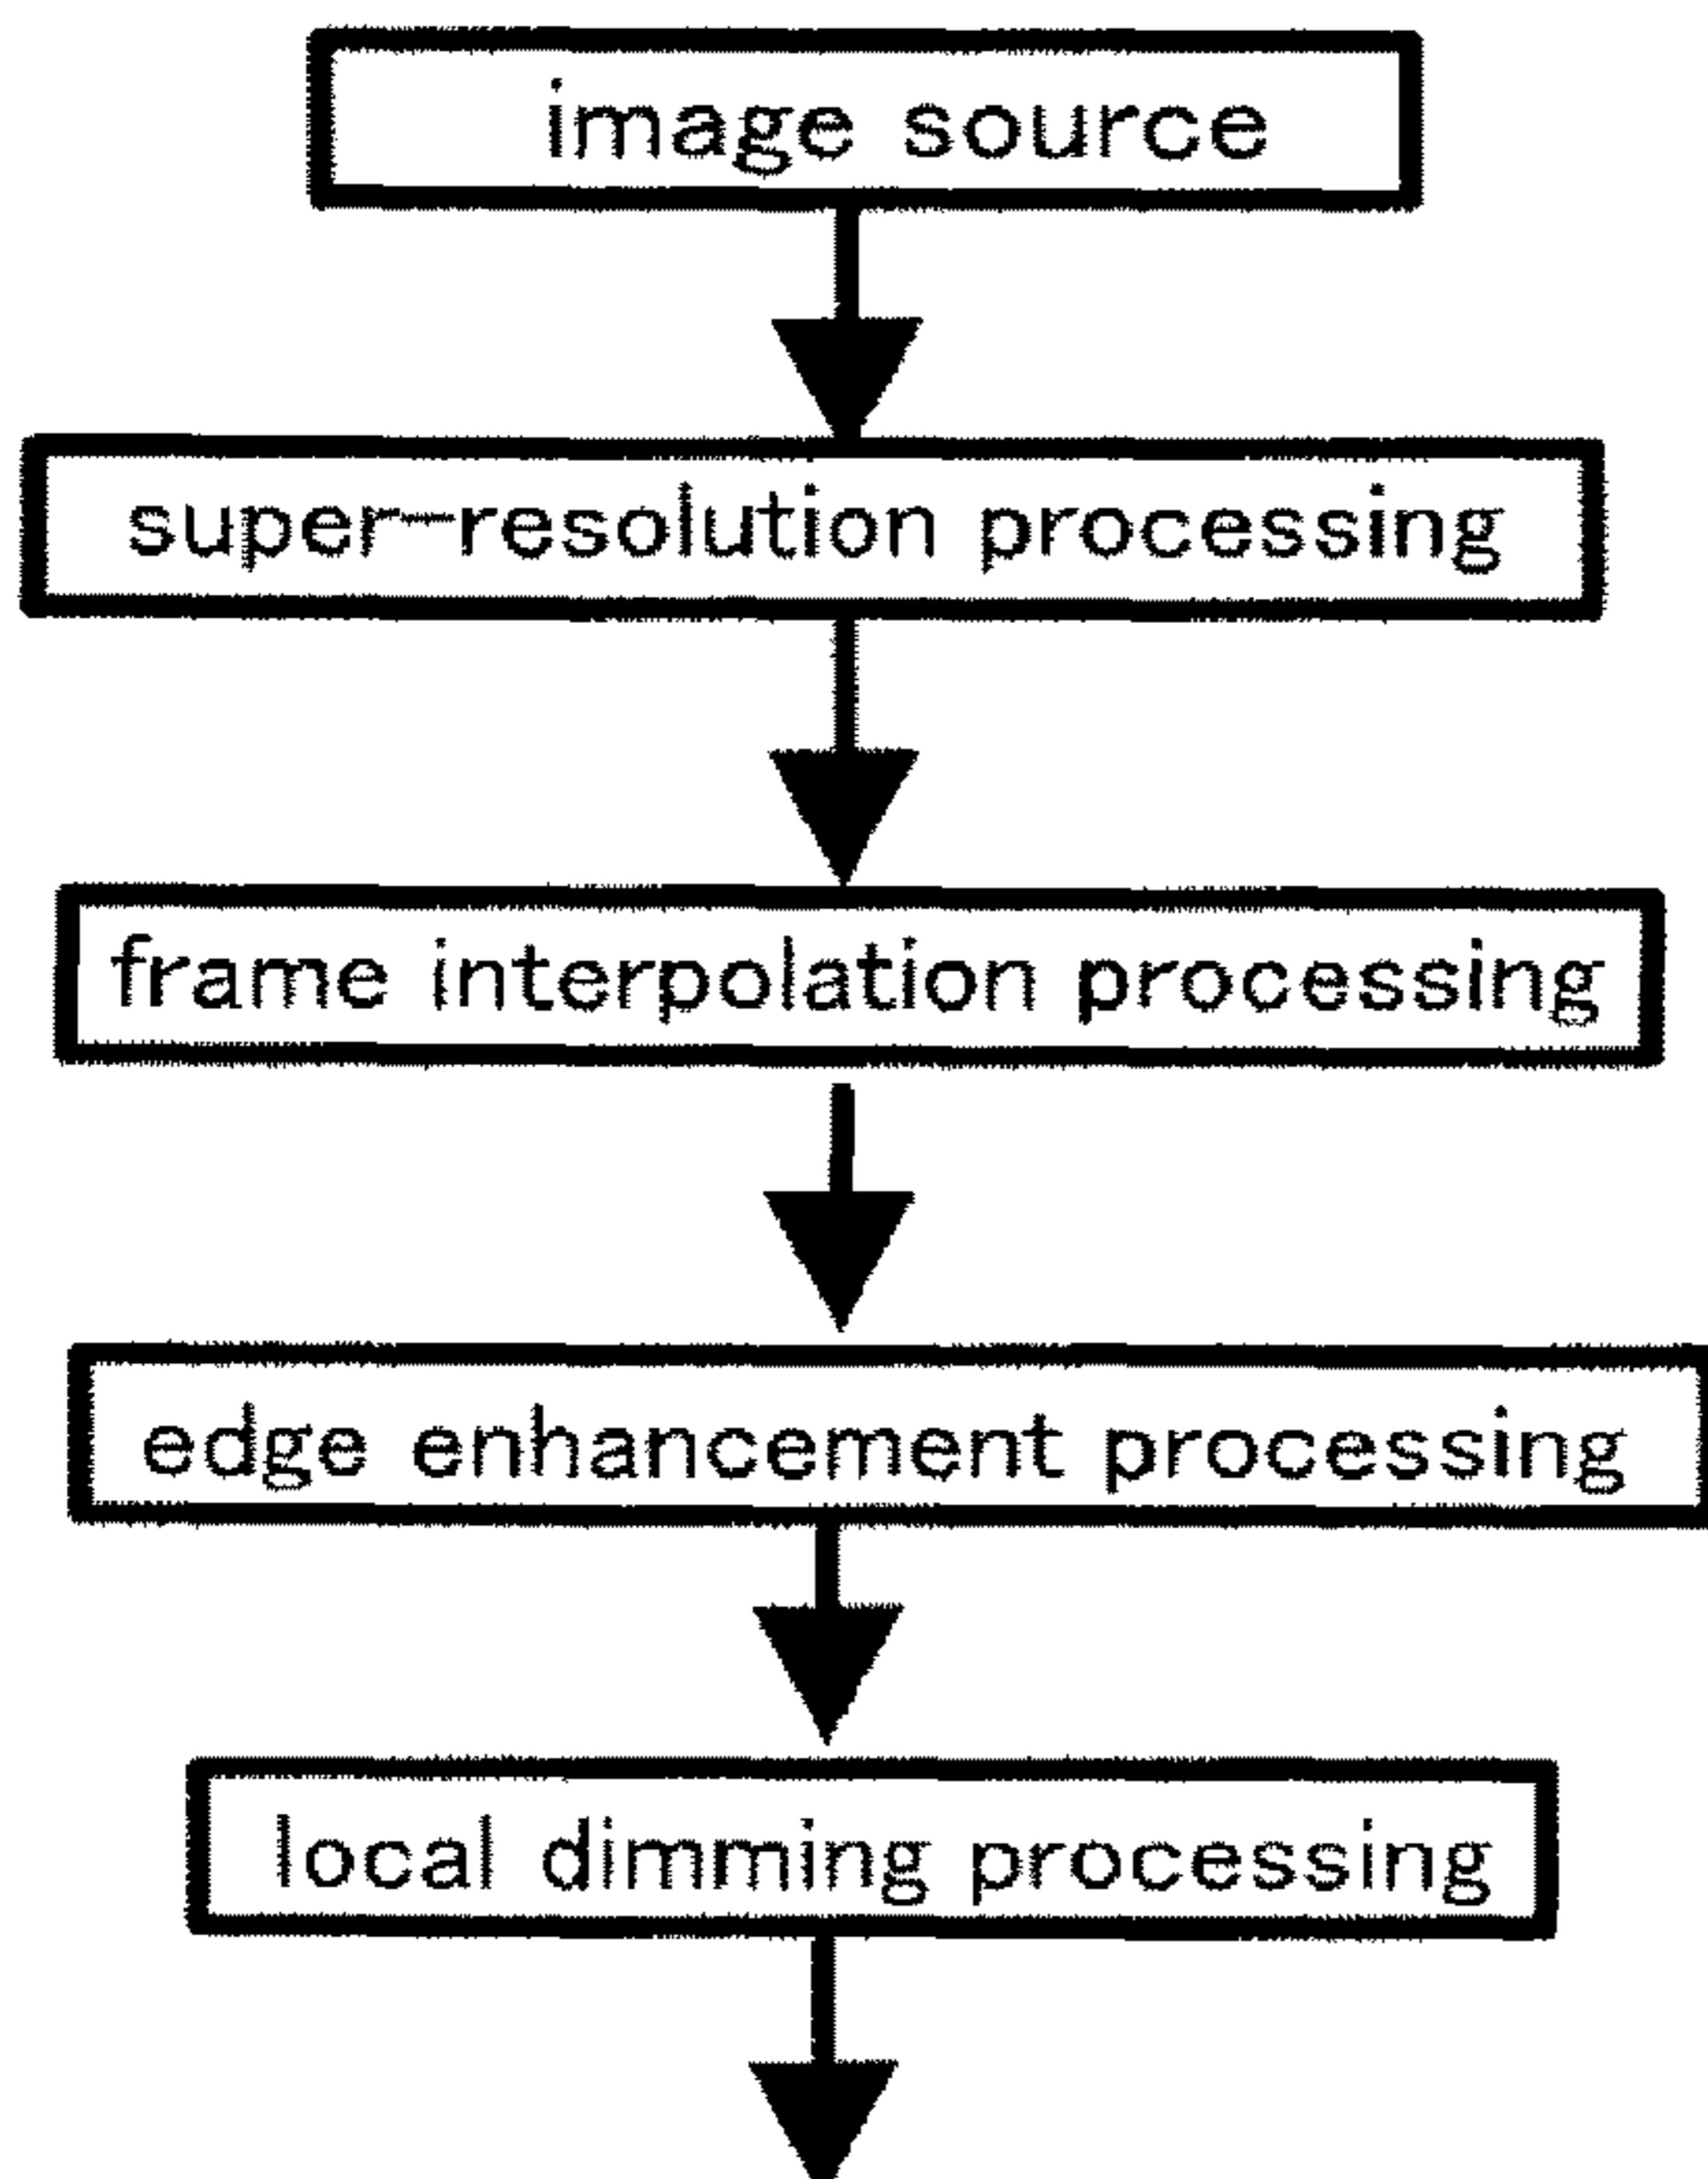 image source
super-resolution processing
frame interpolation processing
edge enhancement processing
local dimming processing